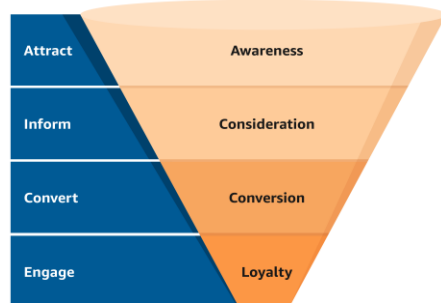 Attract
Awareness
Inform
Consideration
Convert
Conversion
Engage
Loyalty